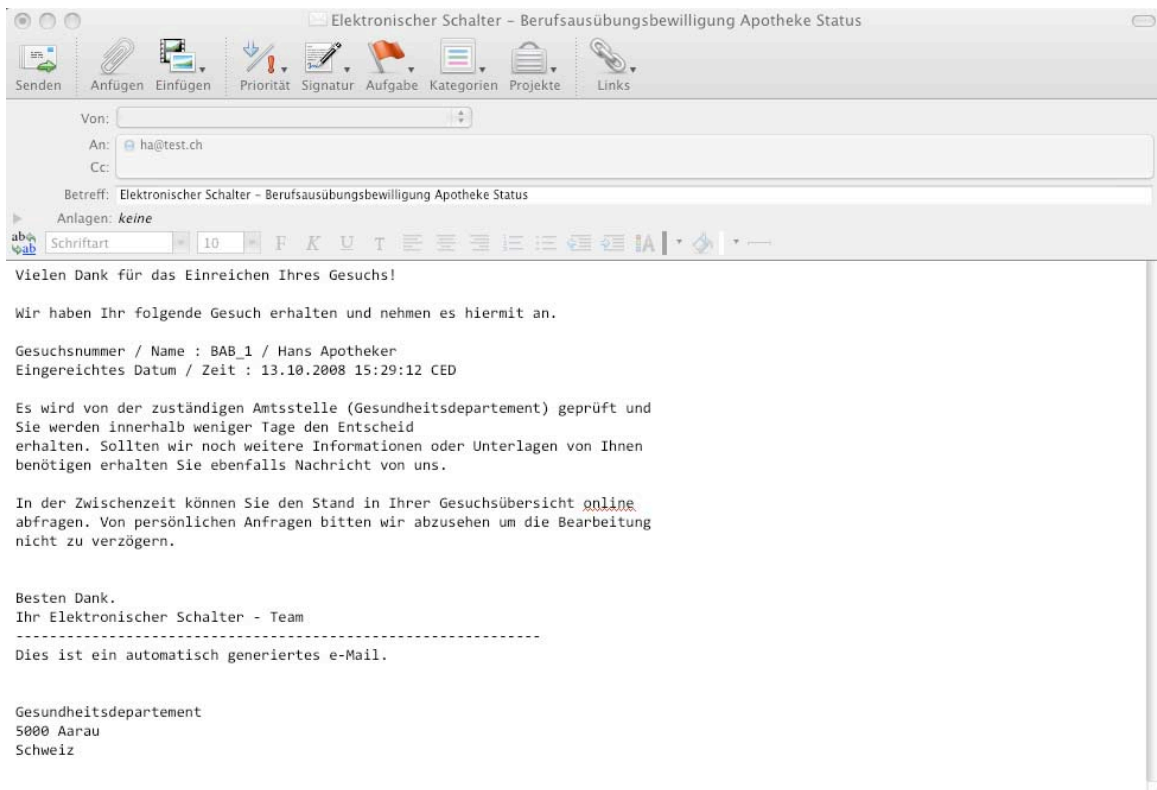 Elektronischer Schalter – Berufsausübungsbewilligung Apotheke Status
Senden Anfügen Einfügen Priorität Signatur Aufgabe Kategorien Projekte Links
Von:
An: ha@test.ch
Cc:
Betreff: Elektronischer Schalter – Berufsausübungsbewilligung Apotheke Status
Anlagen: keine
Schriftart 10 F K U T
Vielen Dank für das Einreichen Ihres Gesuchs!
Wir haben Ihr folgende Gesuch erhalten und nehmen es hiermit an.
Gesuchsnummer / Name : BAB_1 / Hans Apotheker
Eingereichtes Datum / Zeit : 13.10.2008 15:29:12 CED
Es wird von der zuständigen Amtsstelle (Gesundheitsdepartement) geprüft und
Sie werden innerhalb weniger Tage den Entscheid
erhalten. Sollten wir noch weitere Informationen oder Unterlagen von Ihnen
benötigen erhalten Sie ebenfalls Nachricht von uns.
In der Zwischenzeit können Sie den Stand in Ihrer Gesuchsübersicht online
abfragen. Von persönlichen Anfragen bitten wir abzusehen um die Bearbeitung
nicht zu verzögern.
Besten Dank.
Ihr Elektronischer Schalter - Team
--------------------------------------------------------------
Dies ist ein automatisch generiertes e-Mail.
Gesundheitsdepartement
5000 Aarau
Schweiz